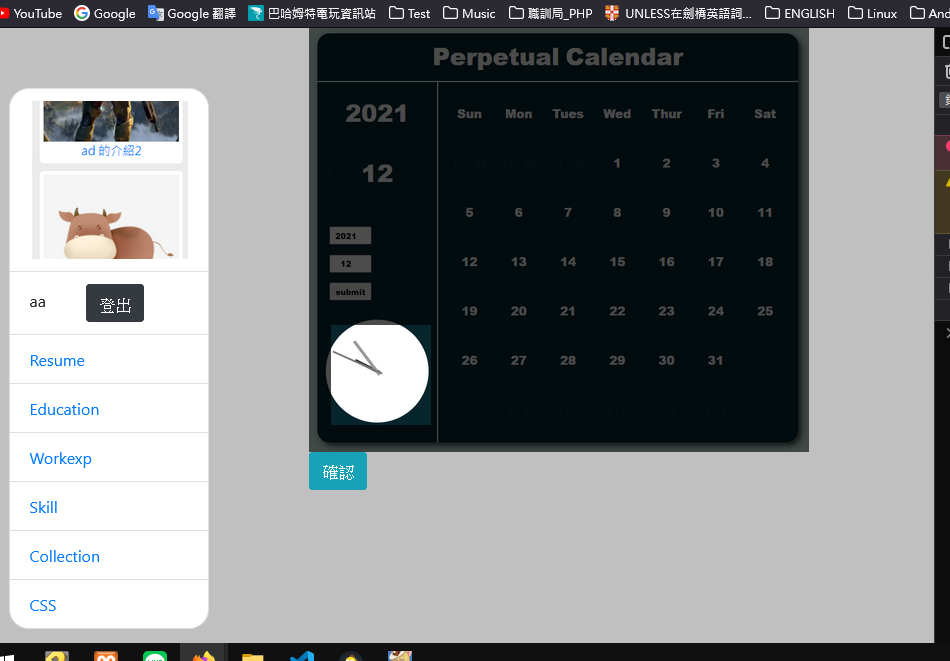 YouTube Google Google 翻譯 巴哈姆特電玩資訊站 Test Music 職訓局_PHP UNLESS在劍橋英語詞... ENGLISH Linux And
ad 的介紹2
aa 登出
Resume
Education
Workexp
Skill
Collection
CSS
Perpetual Calendar
2021
12
2021
12
submit
Sun Mon Tues Wed Thur Fri Sat
1 2 3 4
5 6 7 8 9 10 11
12 13 14 15 16 17 18
19 20 21 22 23 24 25
26 27 28 29 30 31
確認